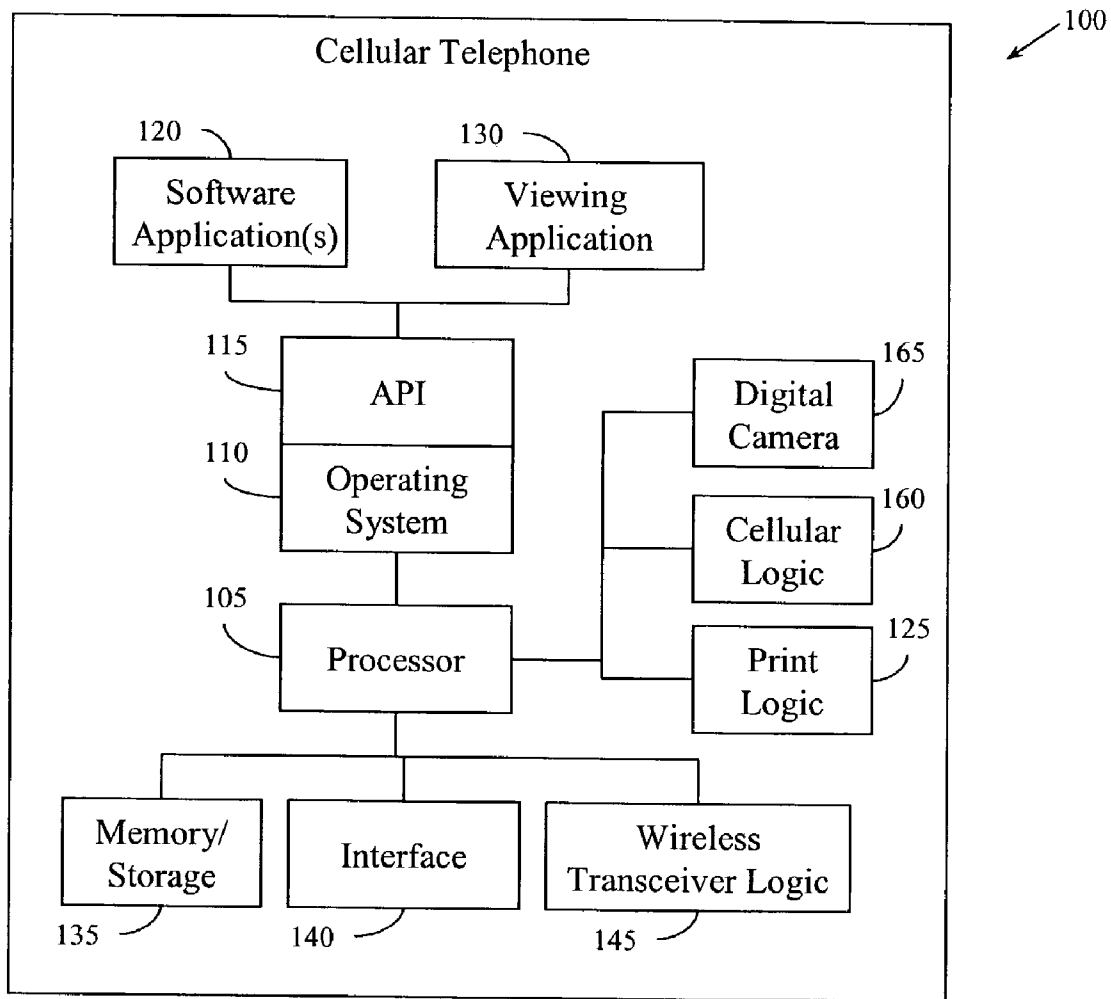 100
Cellular Telephone
120
130
Software
Application(s)
Viewing
Application
115
API
110
Operating
System
105
Processor
Digital
Camera
165
Cellular
Logic
160
Print
Logic
125
Memory/
Storage
135
Interface
140
Wireless
Transceiver Logic
145